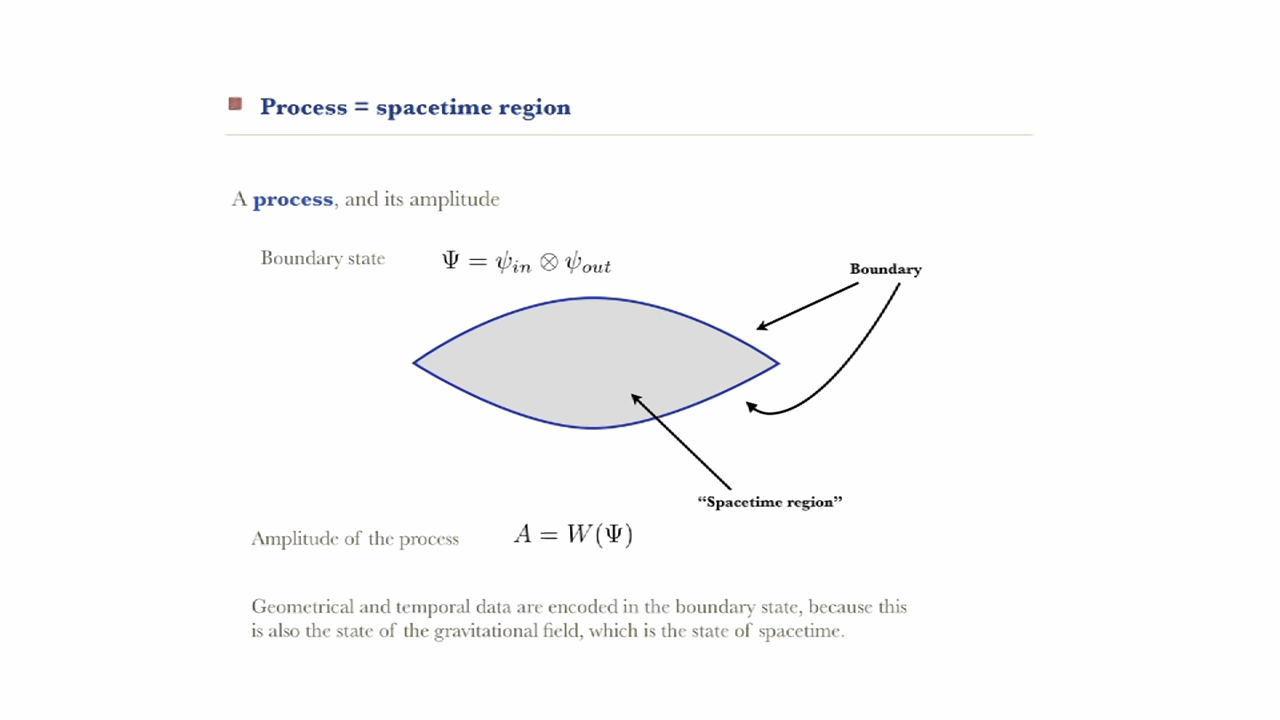 Process = spacetime region
A process, and its amplitude
Boundary state Ψ = ψ_in ⊗ ψ_out
Boundary
“Spacetime region”
Amplitude of the process A = W(Ψ)
Geometrical and temporal data are encoded in the boundary state, because this
is also the state of the gravitational field, which is the state of spacetime.